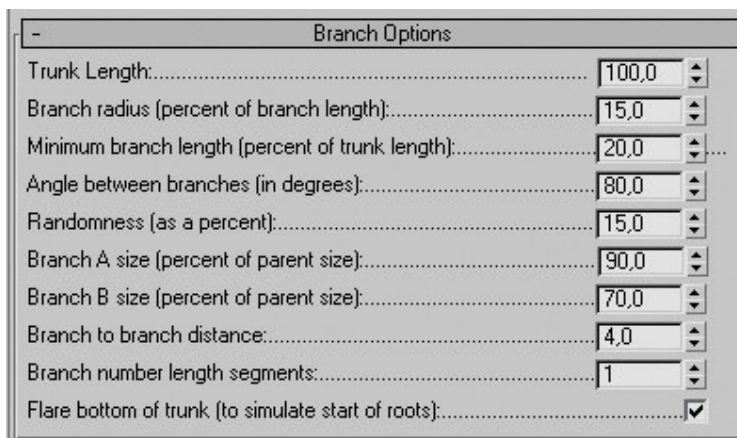 - Branch Options
Trunk Length:........................ 100,0
Branch radius (percent of branch length):........................ 15,0
Minimum branch length (percent of trunk length):........................ 20,0 ....
Angle between branches (in degrees):........................ 80,0
Randomness (as a percent):........................ 15,0
Branch A size (percent of parent size):........................ 90,0
Branch B size (percent of parent size):........................ 70,0
Branch to branch distance:........................ 4,0
Branch number length segments:........................ 1
Flare bottom of trunk (to simulate start of roots):........................